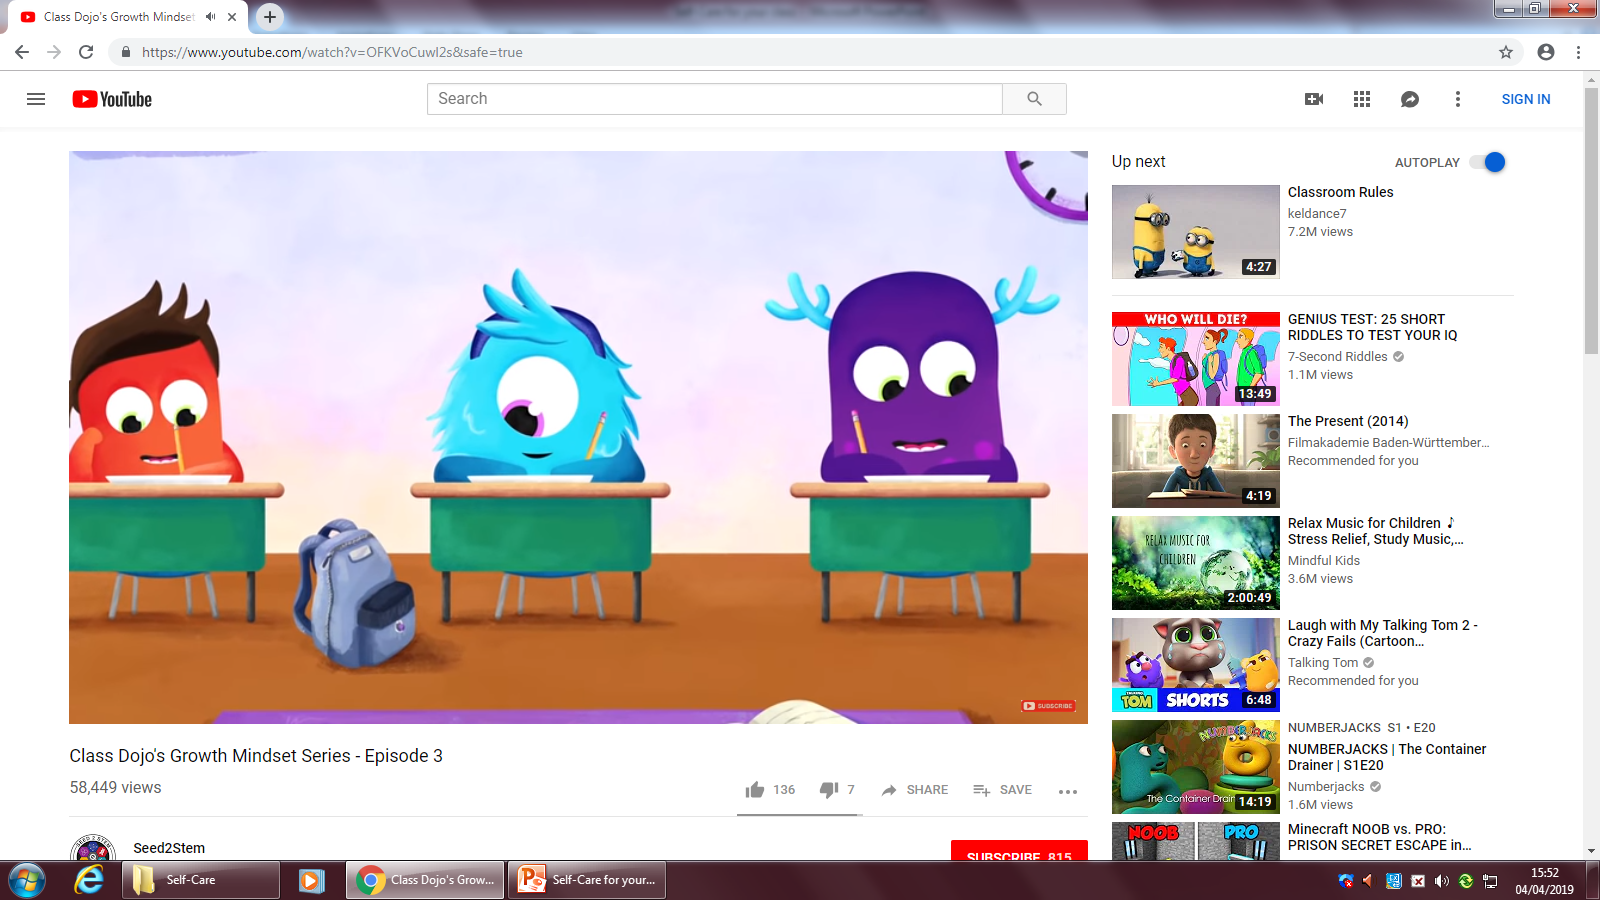 Class Dojo's Growth Mindset
https://www.youtube.com/watch?v=OFKVoCuwI2s&safe=true
YouTube
Search
SIGN IN
SUBSCRIBE
Class Dojo's Growth Mindset Series - Episode 3
58,449 views
136
7
SHARE
SAVE
Seed2Stem
SUBSCRIBE 815
Up next
AUTOPLAY
4:27
Classroom Rules
keldance7
7.2M views
WHO WILL DIE?
13:49
GENIUS TEST: 25 SHORT
RIDDLES TO TEST YOUR IQ
7-Second Riddles
1.1M views
4:19
The Present (2014)
Filmakademie Baden-Württember...
Recommended for you
RELAX MUSIC FOR
CHILDREN
2:00:49
Relax Music for Children ♪
Stress Relief, Study Music,...
Mindful Kids
3.6M views
TALKING
TOM
SHORTS
6:48
Laugh with My Talking Tom 2 -
Crazy Fails (Cartoon...
Talking Tom
Recommended for you
NUMBERJACKS
The Container Drain
14:19
NUMBERJACKS S1 • E20
NUMBERJACKS | The Container
Drainer | S1E20
Numberjacks
1.6M views
NOOB
PRO
Minecraft NOOB vs. PRO:
PRISON SECRET ESCAPE in...
Self-Care
Class Dojo's Grow...
Self-Care for your...
15:52
04/04/2019